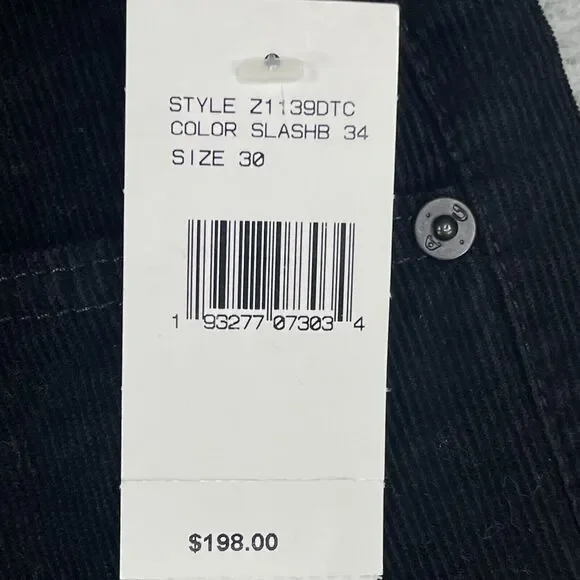 STYLE Z1139DTC
COLOR SLASHB 34
SIZE 30
1 93277 07303 4
$198.00